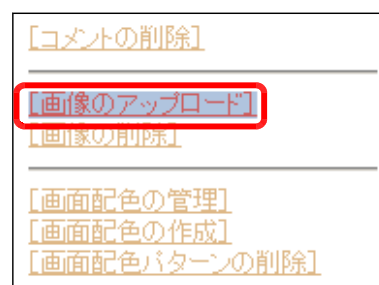 [コメントの削除]
[画像のアップロード]
[画像の削除]
[画面配色の管理]
[画面配色の作成]
[画面配色パターンの削除]